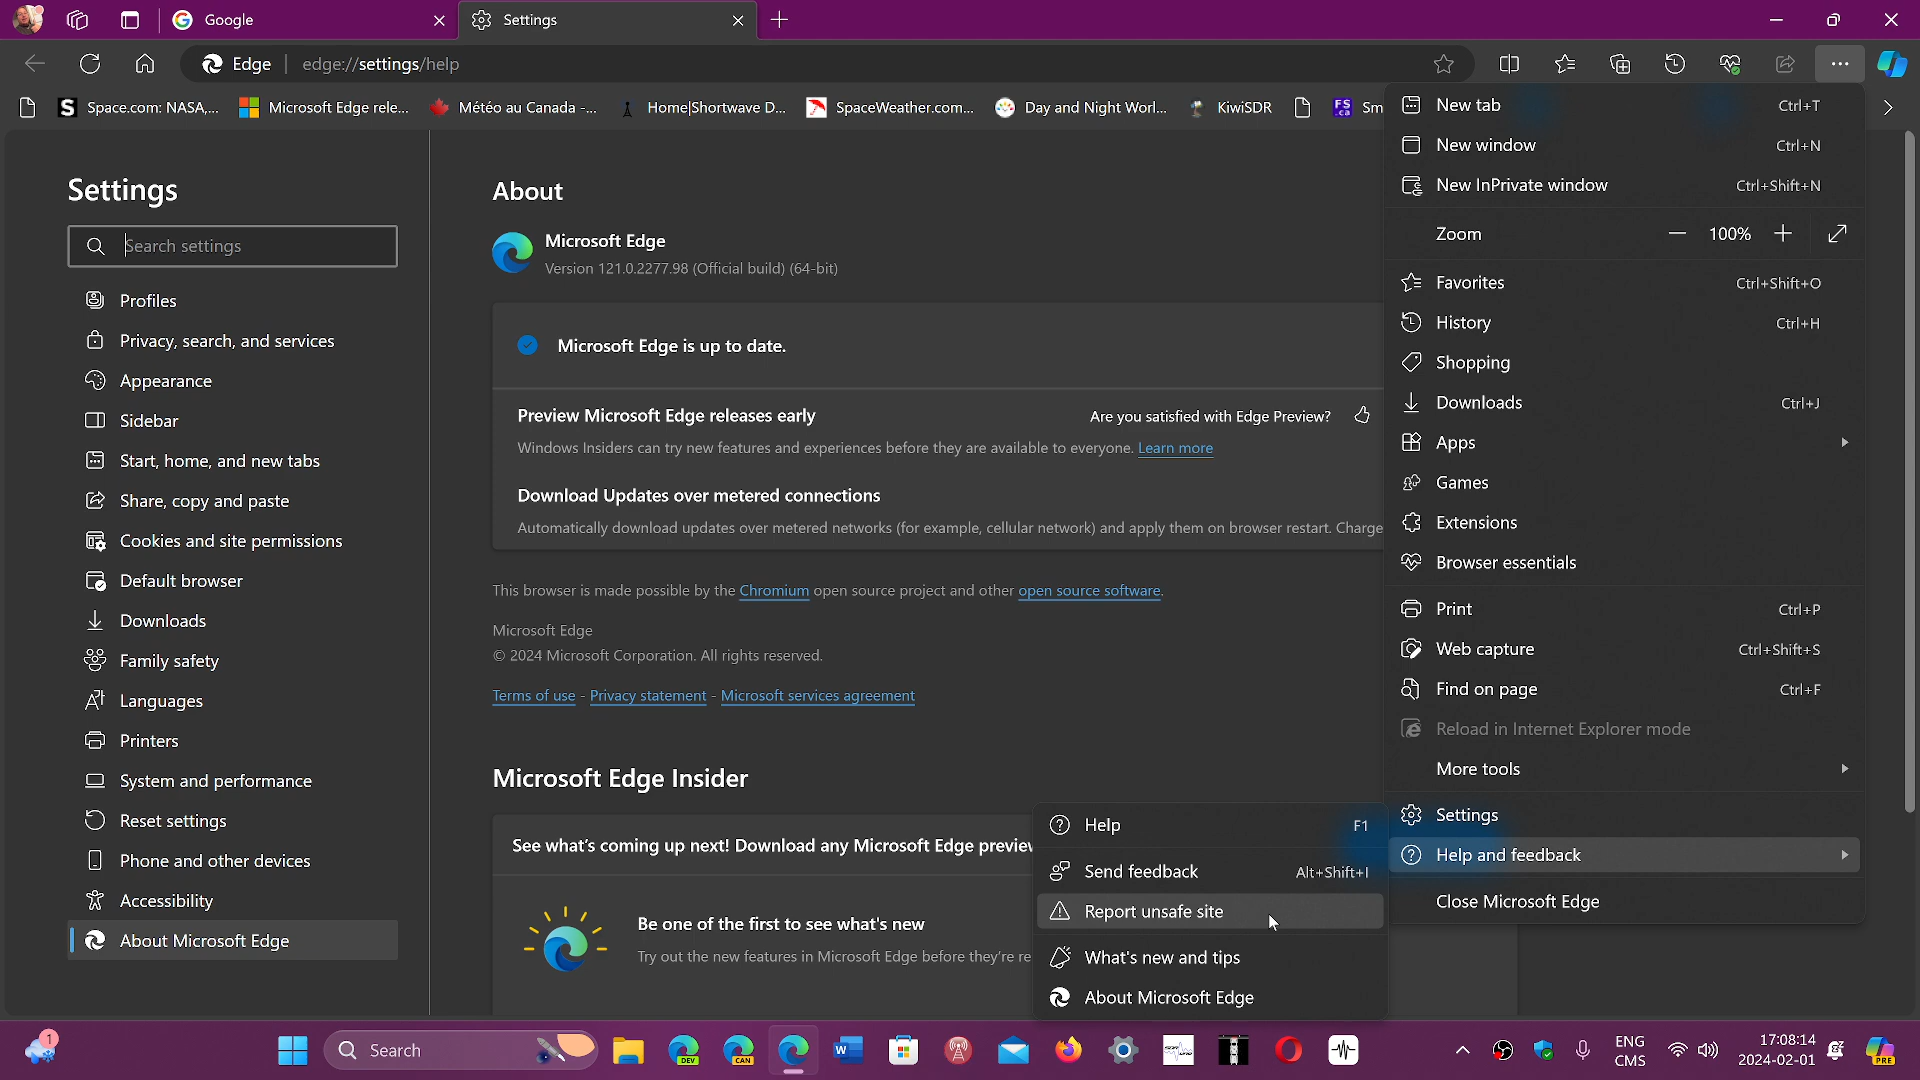 Google
Settings
Edge
edge://settings/help
Space.com: NASA,...
Microsoft Edge rele...
Météo au Canada -...
Home|Shortwave D...
SpaceWeather.com...
Day and Night Worl...
KiwiSDR
FS.ca
Sm
Settings
Search settings
Profiles
Privacy, search, and services
Appearance
Sidebar
Start, home, and new tabs
Share, copy and paste
Cookies and site permissions
Default browser
Downloads
Family safety
Languages
Printers
System and performance
Reset settings
Phone and other devices
Accessibility
About Microsoft Edge
About
Microsoft Edge
Version 121.0.2277.98 (Official build) (64-bit)
Microsoft Edge is up to date.
Preview Microsoft Edge releases early
Are you satisfied with Edge Preview?
Windows Insiders can try new features and experiences before they are available to everyone. Learn more
Download Updates over metered connections
Automatically download updates over metered networks (for example, cellular network) and apply them on browser restart. Charge
This browser is made possible by the Chromium open source project and other open source software.
Microsoft Edge
© 2024 Microsoft Corporation. All rights reserved.
Terms of use - Privacy statement - Microsoft services agreement
Microsoft Edge Insider
See what's coming up next! Download any Microsoft Edge preview
Be one of the first to see what's new
Try out the new features in Microsoft Edge before they're re
New tab Ctrl+T
New window Ctrl+N
New InPrivate window Ctrl+Shift+N
Zoom 100%
Favorites Ctrl+Shift+O
History Ctrl+H
Shopping
Downloads Ctrl+J
Apps
Games
Extensions
Browser essentials
Print Ctrl+P
Web capture Ctrl+Shift+S
Find on page Ctrl+F
Reload in Internet Explorer mode
More tools
Settings
Help and feedback
Close Microsoft Edge
Help F1
Send feedback Alt+Shift+I
Report unsafe site
What's new and tips
About Microsoft Edge
1
Search
DEV
CAN
W
ENG
CMS
17:08:14
2024-02-01
PRE